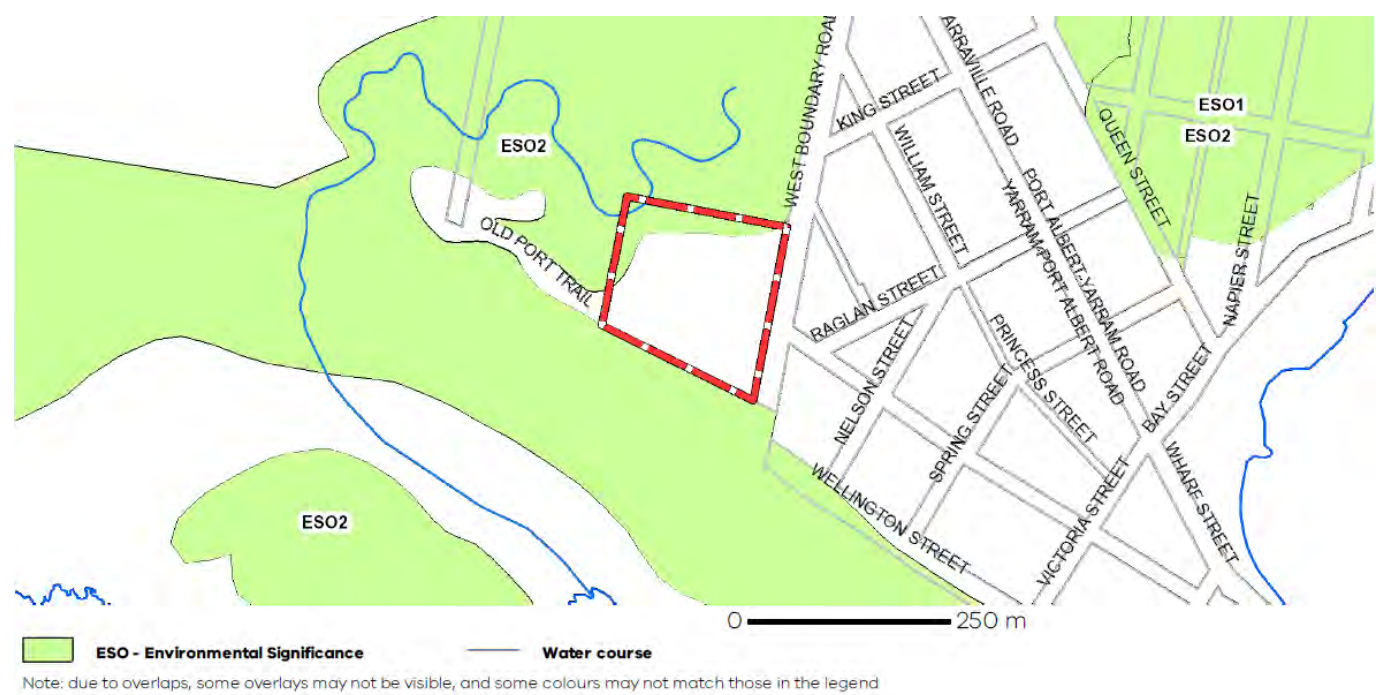 WEST BOUNDARY ROAD
ARRAVILLE ROAD
KING STREET
QUEEN STREET
ESO1
ESO2
ESO2
WILLIAM STREET
PORT ALBERT-YARRAM ROAD
YARRAM-PORT ALBERT ROAD
NAPIER STREET
OLD PORT TRAIL
RAGLAN STREET
PRINCESS STREET
NELSON STREET
SPRING STREET
BAY STREET
WHARF STREET
WELLINGTON STREET
VICTORIA STREET
ESO2
0 250 m
ESO - Environmental Significance Water course
Note: due to overlaps, some overlays may not be visible, and some colours may not match those in the legend